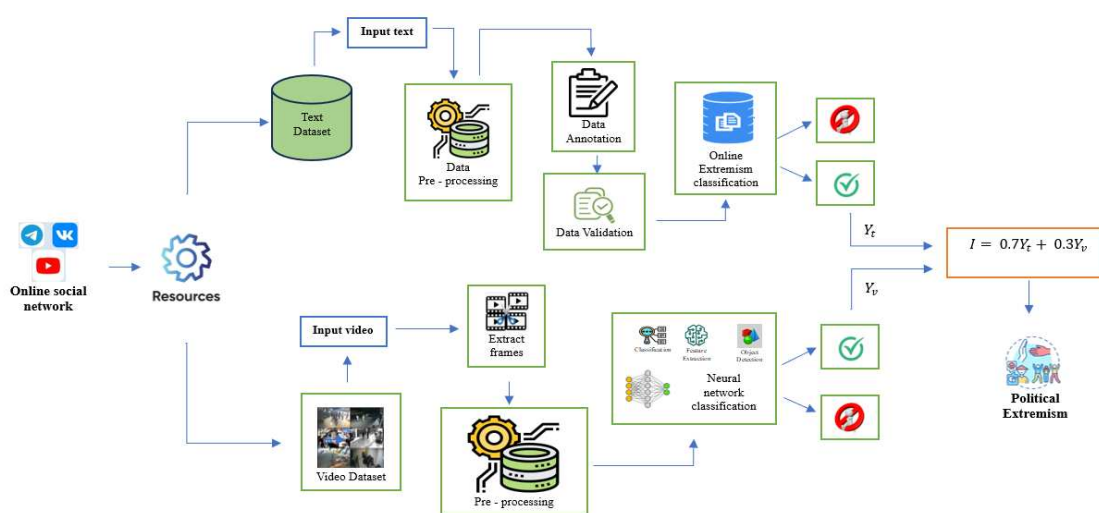 Input text
Text
Dataset
Data
Pre - processing
Data
Annotation
Data Validation
Online
Extremism
classification
Online social
network
Resources
Y_t
I = 0.7Y_t + 0.3Y_v
Y_v
Input video
Extract
frames
Video Dataset
Pre - processing
Classification
Feature
Extraction
Object
Detection
Neural
network
classification
Political
Extremism